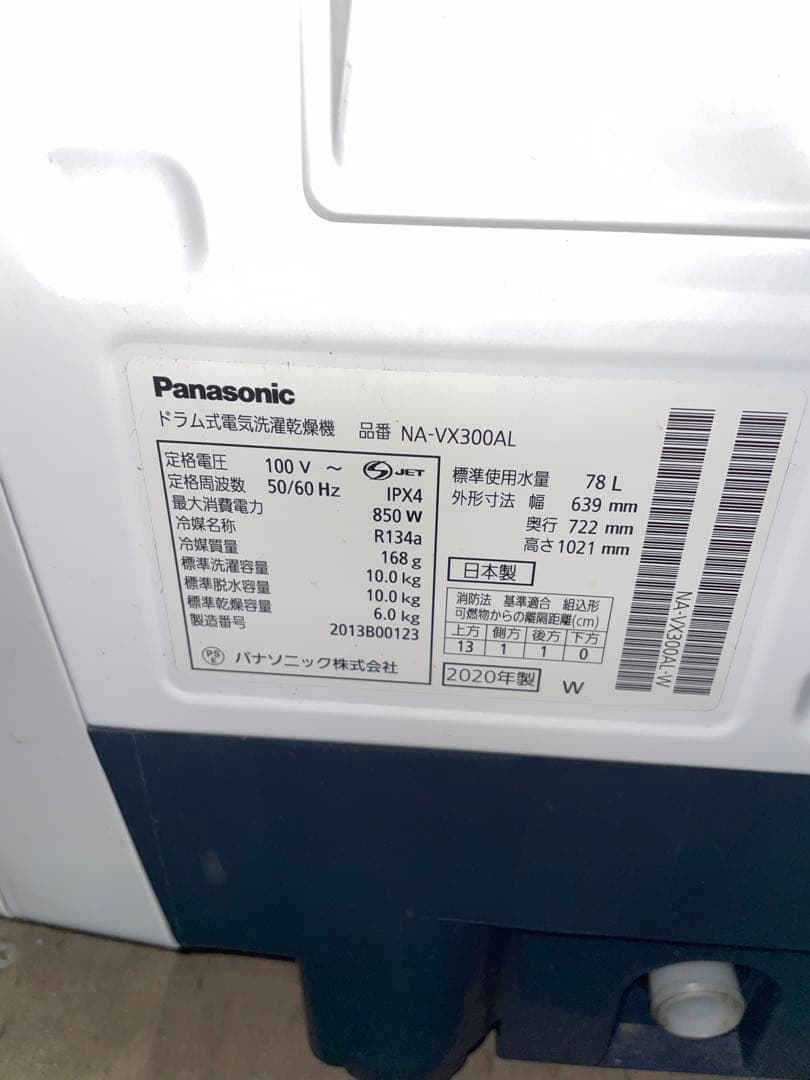 Panasonic
ドラム式電気洗濯乾燥機 品番 NA-VX300AL
定格電圧 100 V ～ S JET
定格周波数 50/60 Hz IPX4
最大消費電力 850 W
冷媒名称 R134a
冷媒質量 168 g
標準洗濯容量 10.0 kg
標準脱水容量 10.0 kg
標準乾燥容量 6.0 kg
製造番号 2013B00123
PS E パナソニック株式会社
標準使用水量 78 L
外形寸法 幅 639 mm
奥行 722 mm
高さ 1021 mm
日本製
消防法 基準適合 組込形
可燃物からの離隔距離(cm)
上方 側方 後方 下方
13 1 1 0
2020年製 W
NA-VX300AL-W